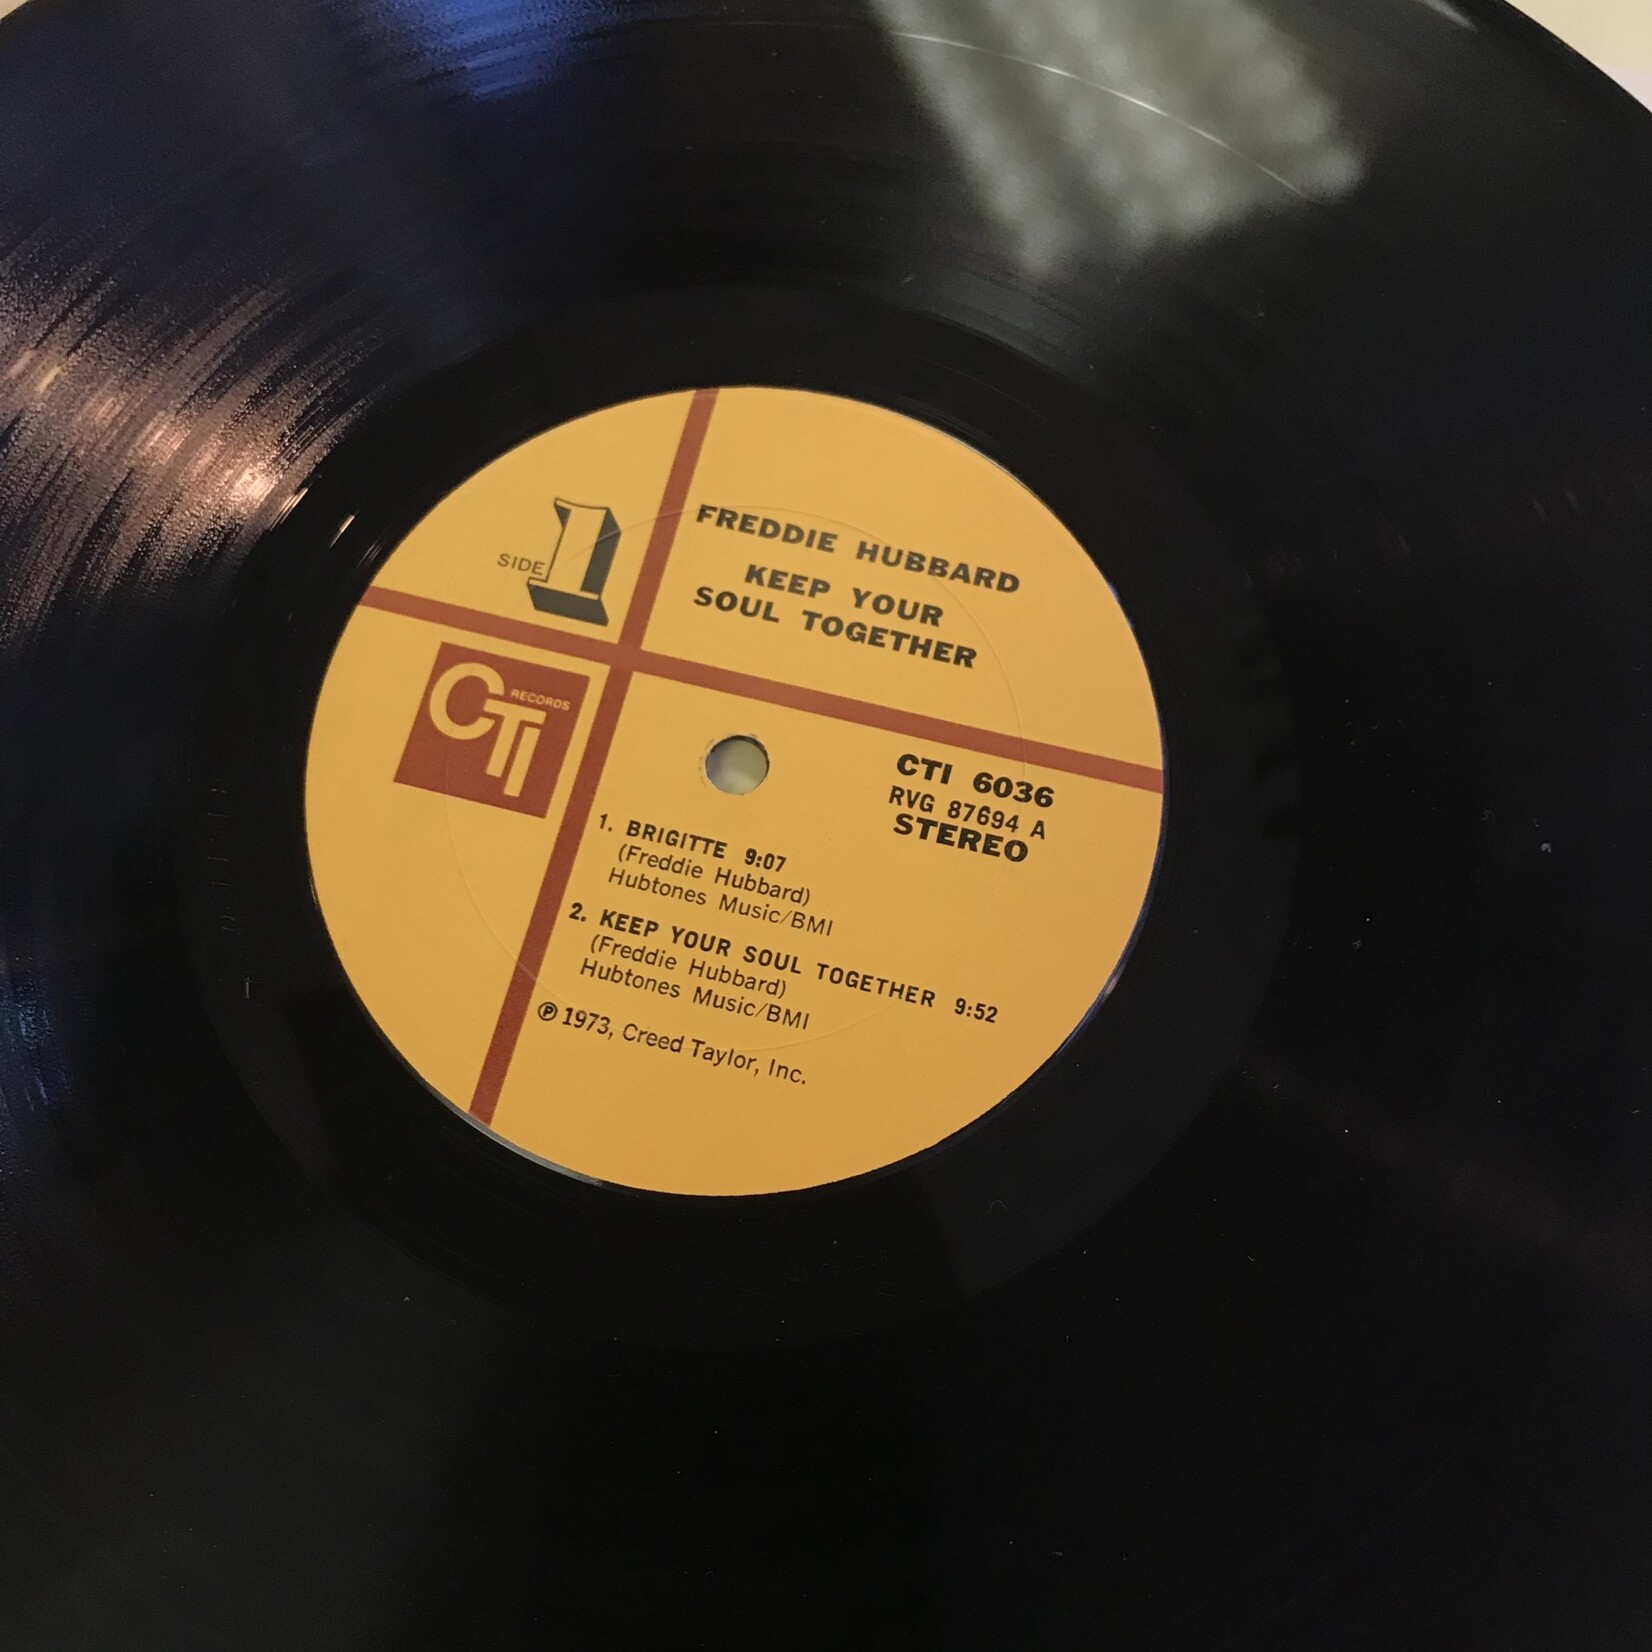 SIDE 1
FREDDIE HUBBARD
KEEP YOUR
SOUL TOGETHER
CTI RECORDS
CTI 6036
RVG 87694 A
STEREO
1. BRIGITTE 9:07
(Freddie Hubbard)
Hubtones Music/BMI
2. KEEP YOUR SOUL TOGETHER 9:52
(Freddie Hubbard)
Hubtones Music/BMI
℗ 1973, Creed Taylor, Inc.